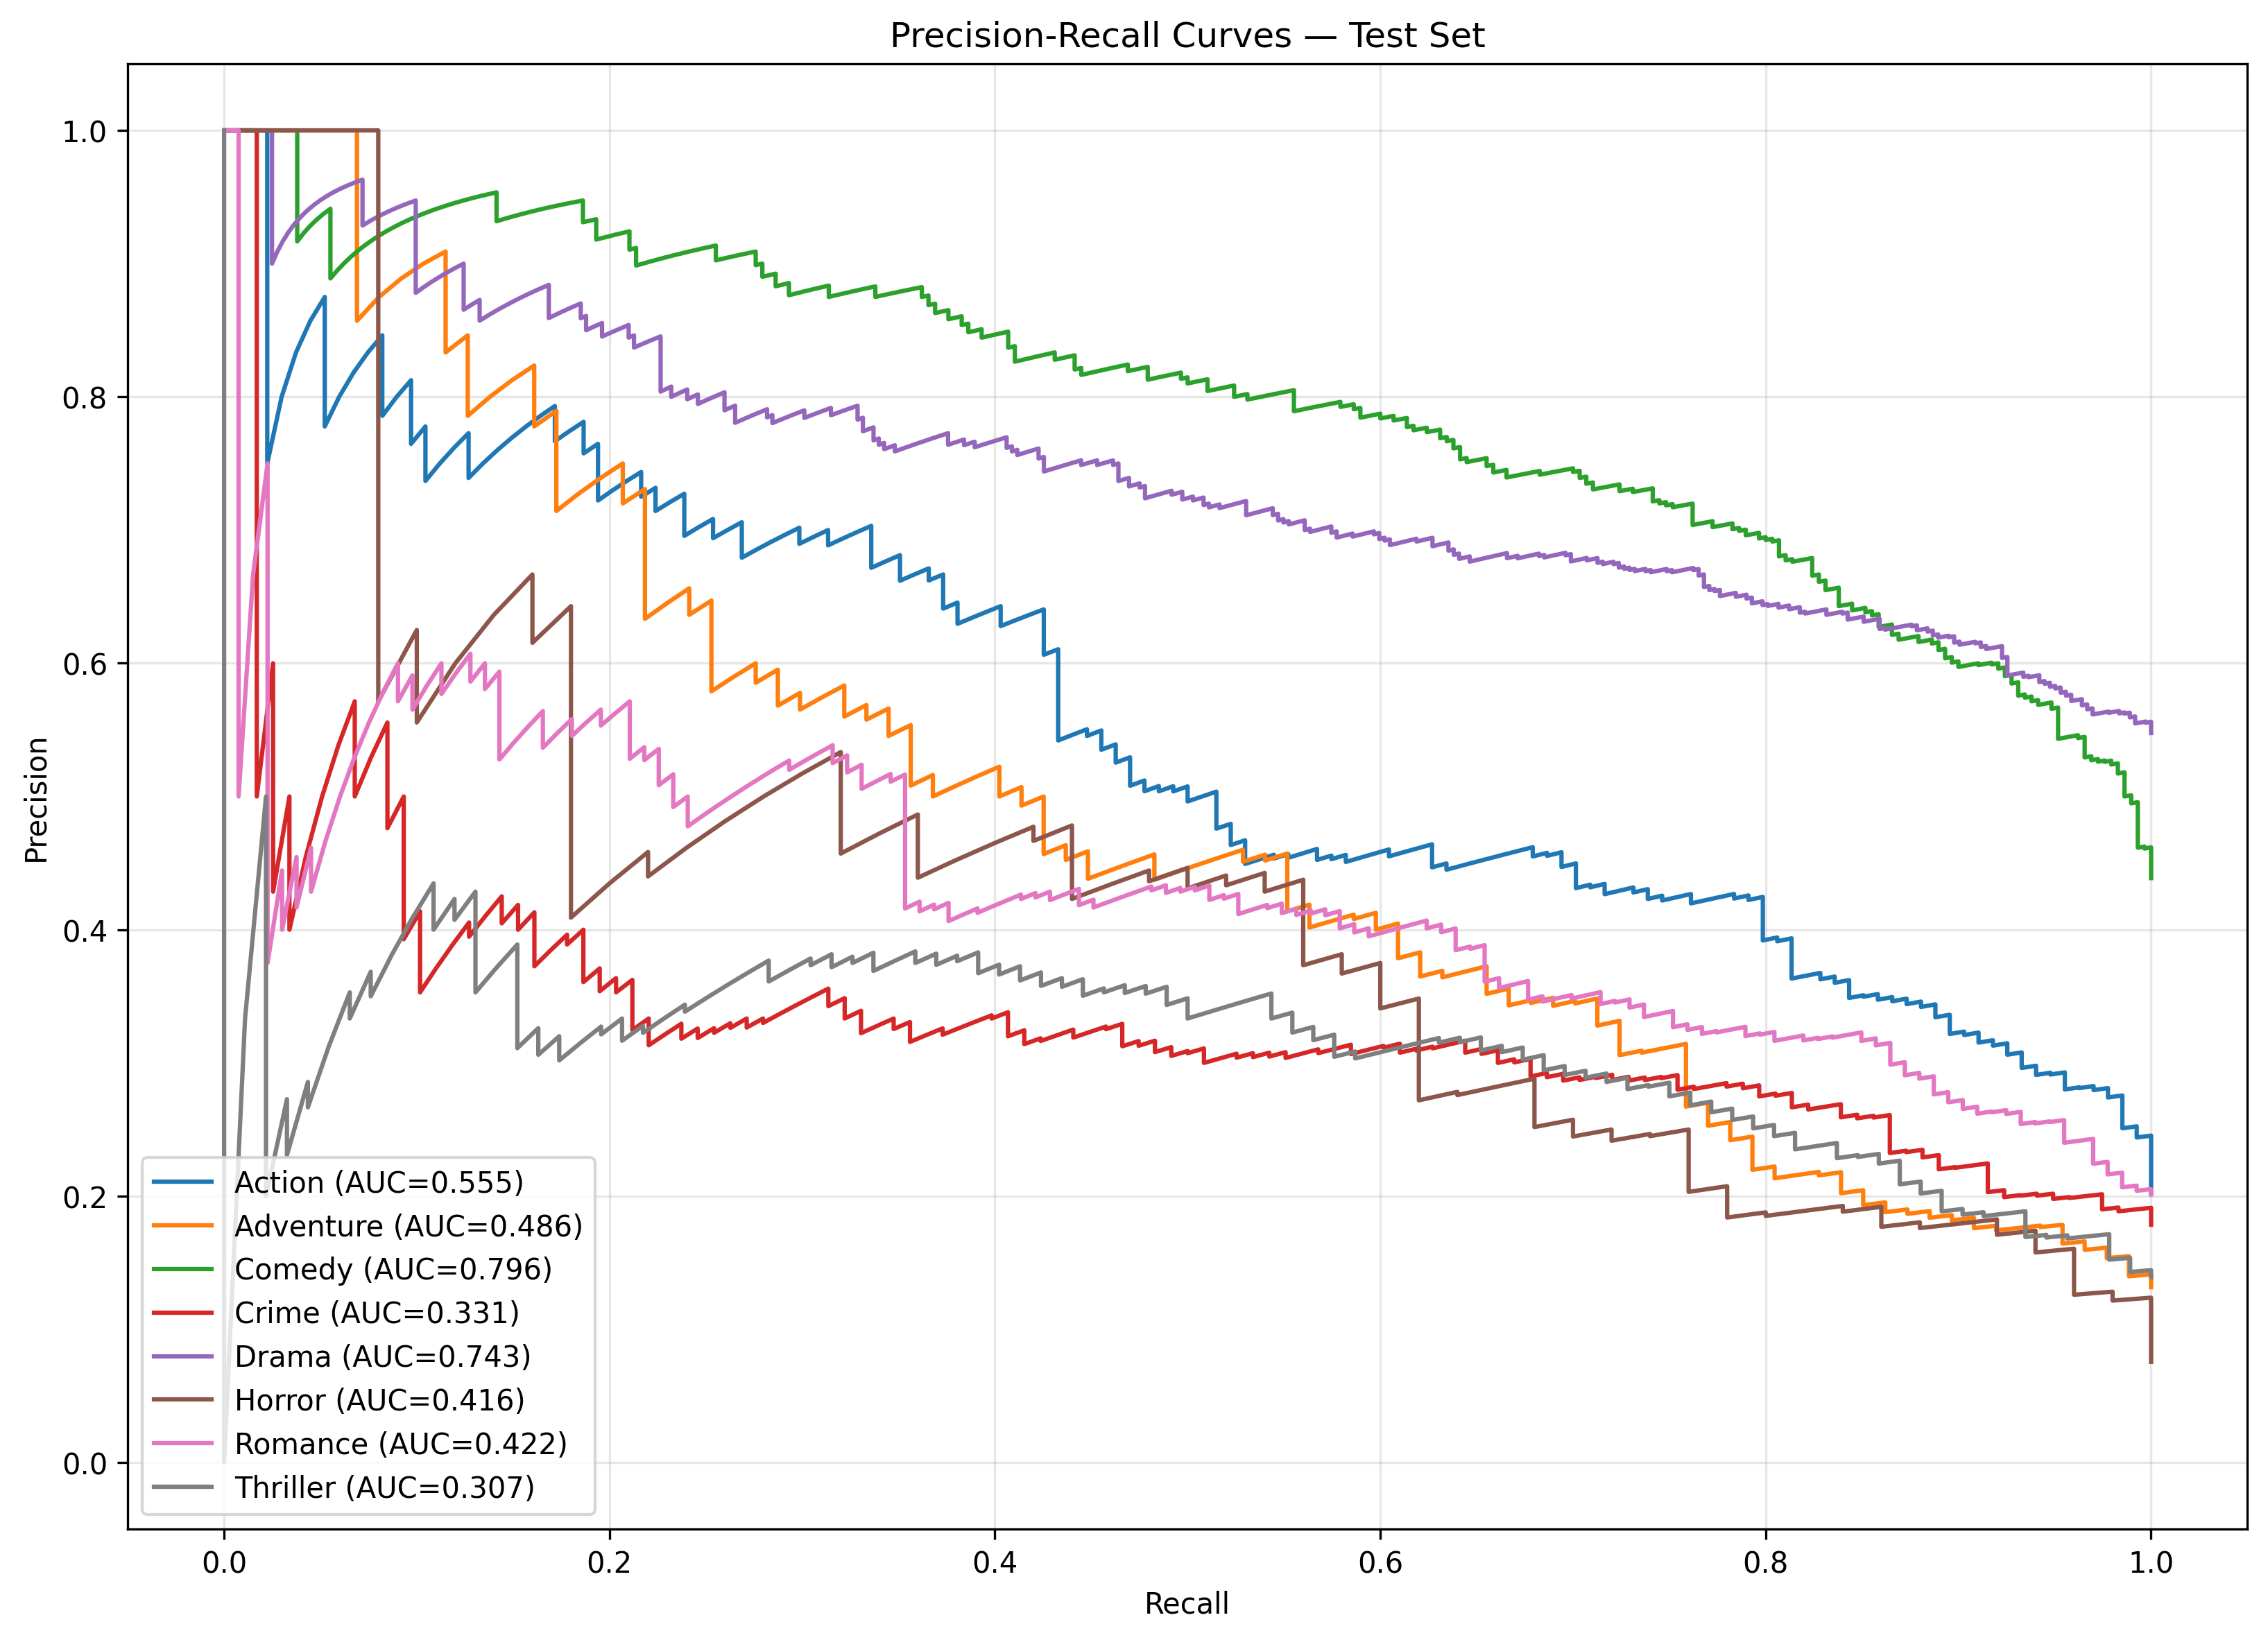 Precision-Recall Curves — Test Set
Precision
1.0
0.8
0.6
0.4
0.2
0.0
Action (AUC=0.555)
Adventure (AUC=0.486)
Comedy (AUC=0.796)
Crime (AUC=0.331)
Drama (AUC=0.743)
Horror (AUC=0.416)
Romance (AUC=0.422)
Thriller (AUC=0.307)
0.0 0.2 0.4 0.6 0.8 1.0
Recall